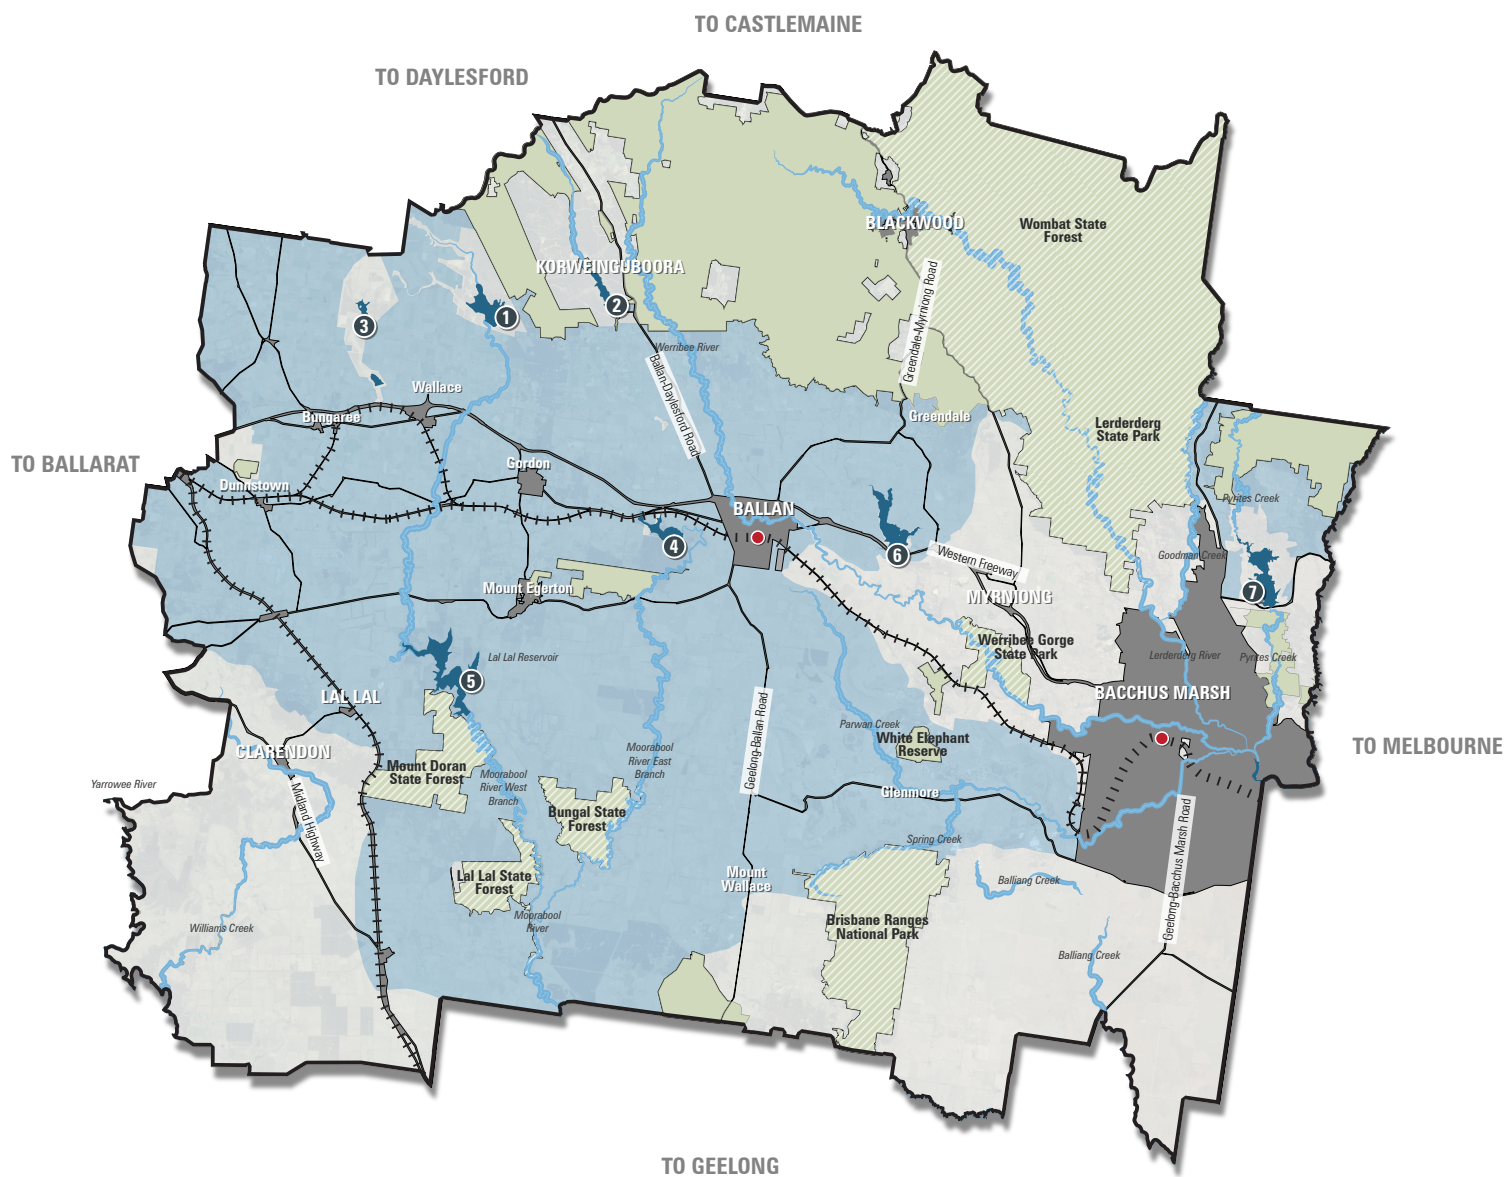 TO CASTLEMAINE
TO DAYLESFORD
BLACKWOOD
Wombat State
Forest
KORWEINGUBOORA
Greendale-Myrniong Road
1
2
3
Werribee River
Ballan-Daylesford Road
Wallace
Bungaree
Greendale
Lerderderg
State Park
TO BALLARAT
Gordon
Dunnstown
Pyrites Creek
BALLAN
4
6
Western Freeway
Goodman Creek
Mount Egerton
MYRNIONG
7
Werribee Gorge
State Park
Lal Lal Reservoir
Lerderderg River
Pyrites Creek
5
LAL LAL
BACCHUS MARSH
Geelong-Ballan Road
Parwan Creek
White Elephant
Reserve
CLARENDON
Moorabool
River East
Branch
TO MELBOURNE
Mount Doran
State Forest
Yarrowee River
Moorabool
River West
Branch
Midland Highway
Glenmore
Bungal State
Forest
Geelong-Bacchus Marsh Road
Spring Creek
Mount
Wallace
Lal Lal State
Forest
Balliang Creek
Moorabool
River
Brisbane Ranges
National Park
Williams Creek
Balliang Creek
TO GEELONG